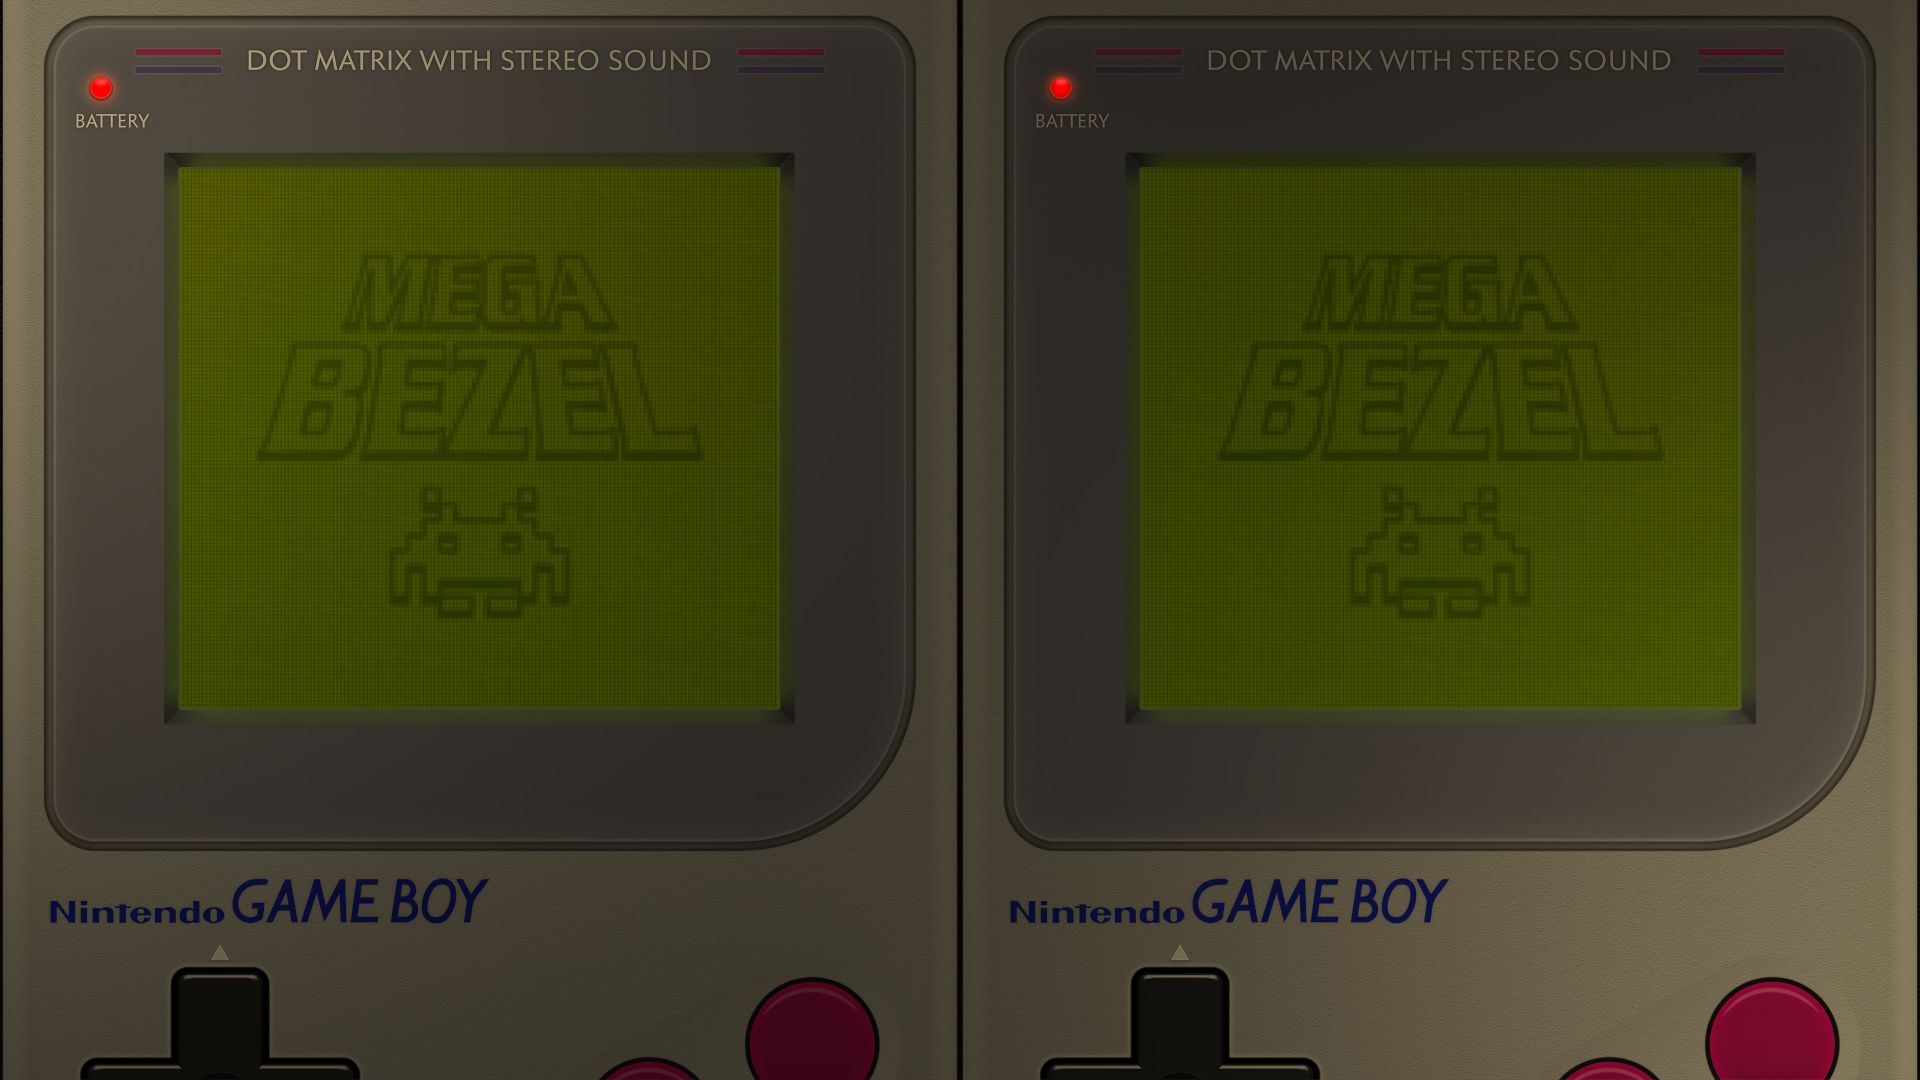 DOT MATRIX WITH STEREO SOUND
BATTERY
MEGA
BEZEL
Nintendo GAME BOY
DOT MATRIX WITH STEREO SOUND
BATTERY
MEGA
BEZEL
Nintendo GAME BOY